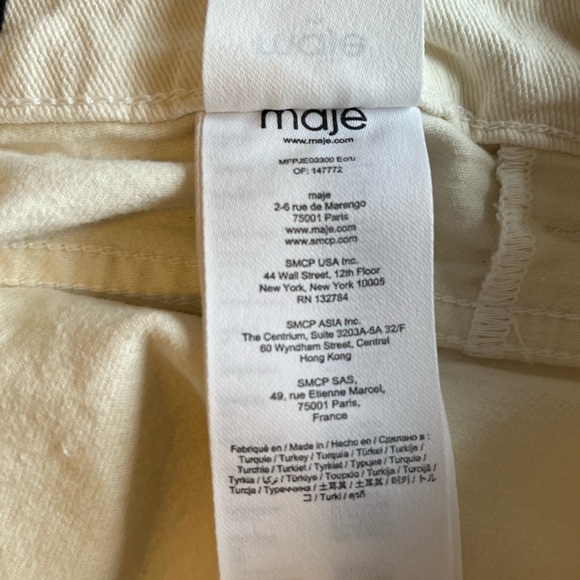 maje
www.maje.com
MFPJE00300 Ecru
OF: 147772
maje
2-6 rue de Marengo
75001 Paris
www.maje.com
www.smcp.com
SMCP USA Inc.
44 Wall Street, 12th Floor
New York, New York 10005
RN 132784
SMCP ASIA Inc.
The Centrium, Suite 3203A-5A 32/F
60 Wyndham Street, Central
Hong Kong
SMCP SAS,
49, rue Etienne Marcel,
75001 Paris,
France
Fabriqué en / Made in / Hecho en / Сделано в :
Turquie / Turkey / Turquía / Türkei / Turkije /
Turchia / Turkiet / Tyrkiet / Турция / Turquia /
Tyrkia / تركيا / Türkiye / Τουρκία / Turkija / Turcijā /
Turcja / Туреччина / 土耳其 / 土耳其 / 터키 / トル
コ / Turki / ตุรกี